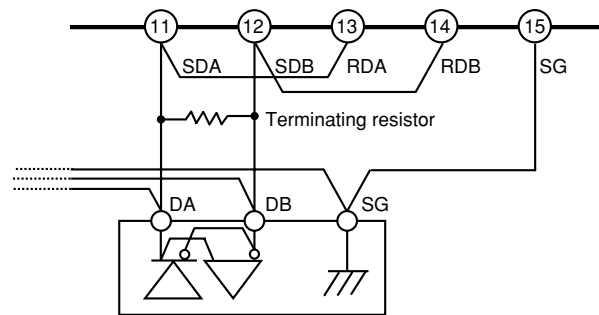 11 12 13 14 15
SDA SDB RDA RDB SG
Terminating resistor
DA DB SG